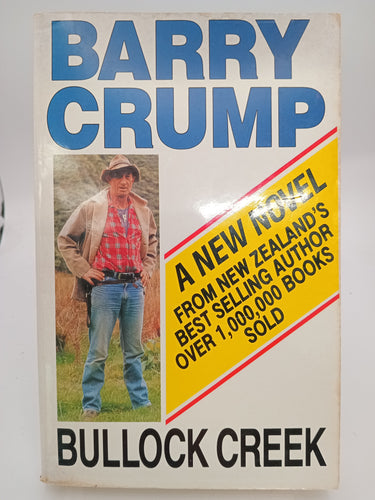 BARRY
CRUMP
A NEW NOVEL
FROM NEW ZEALAND'S
BEST SELLING AUTHOR
OVER 1,000,000 BOOKS
SOLD
BULLOCK CREEK